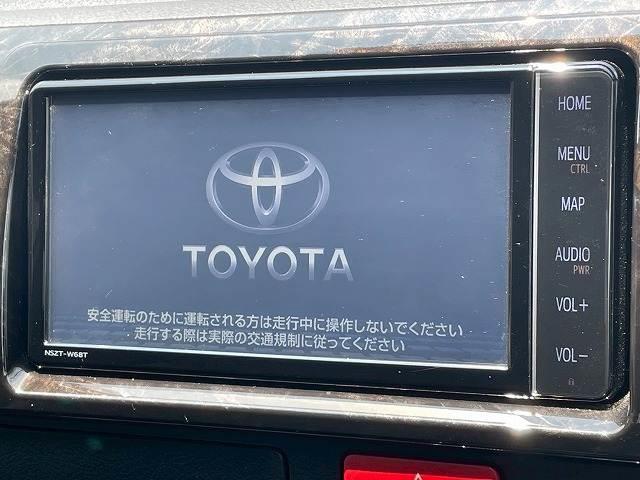 TOYOTA
安全運転のために運転される方は走行中に操作しないでください
走行する際は実際の交通規制に従ってください
NSZT-W68T
HOME
MENU
CTRL
MAP
AUDIO
PWR
VOL+
VOL−